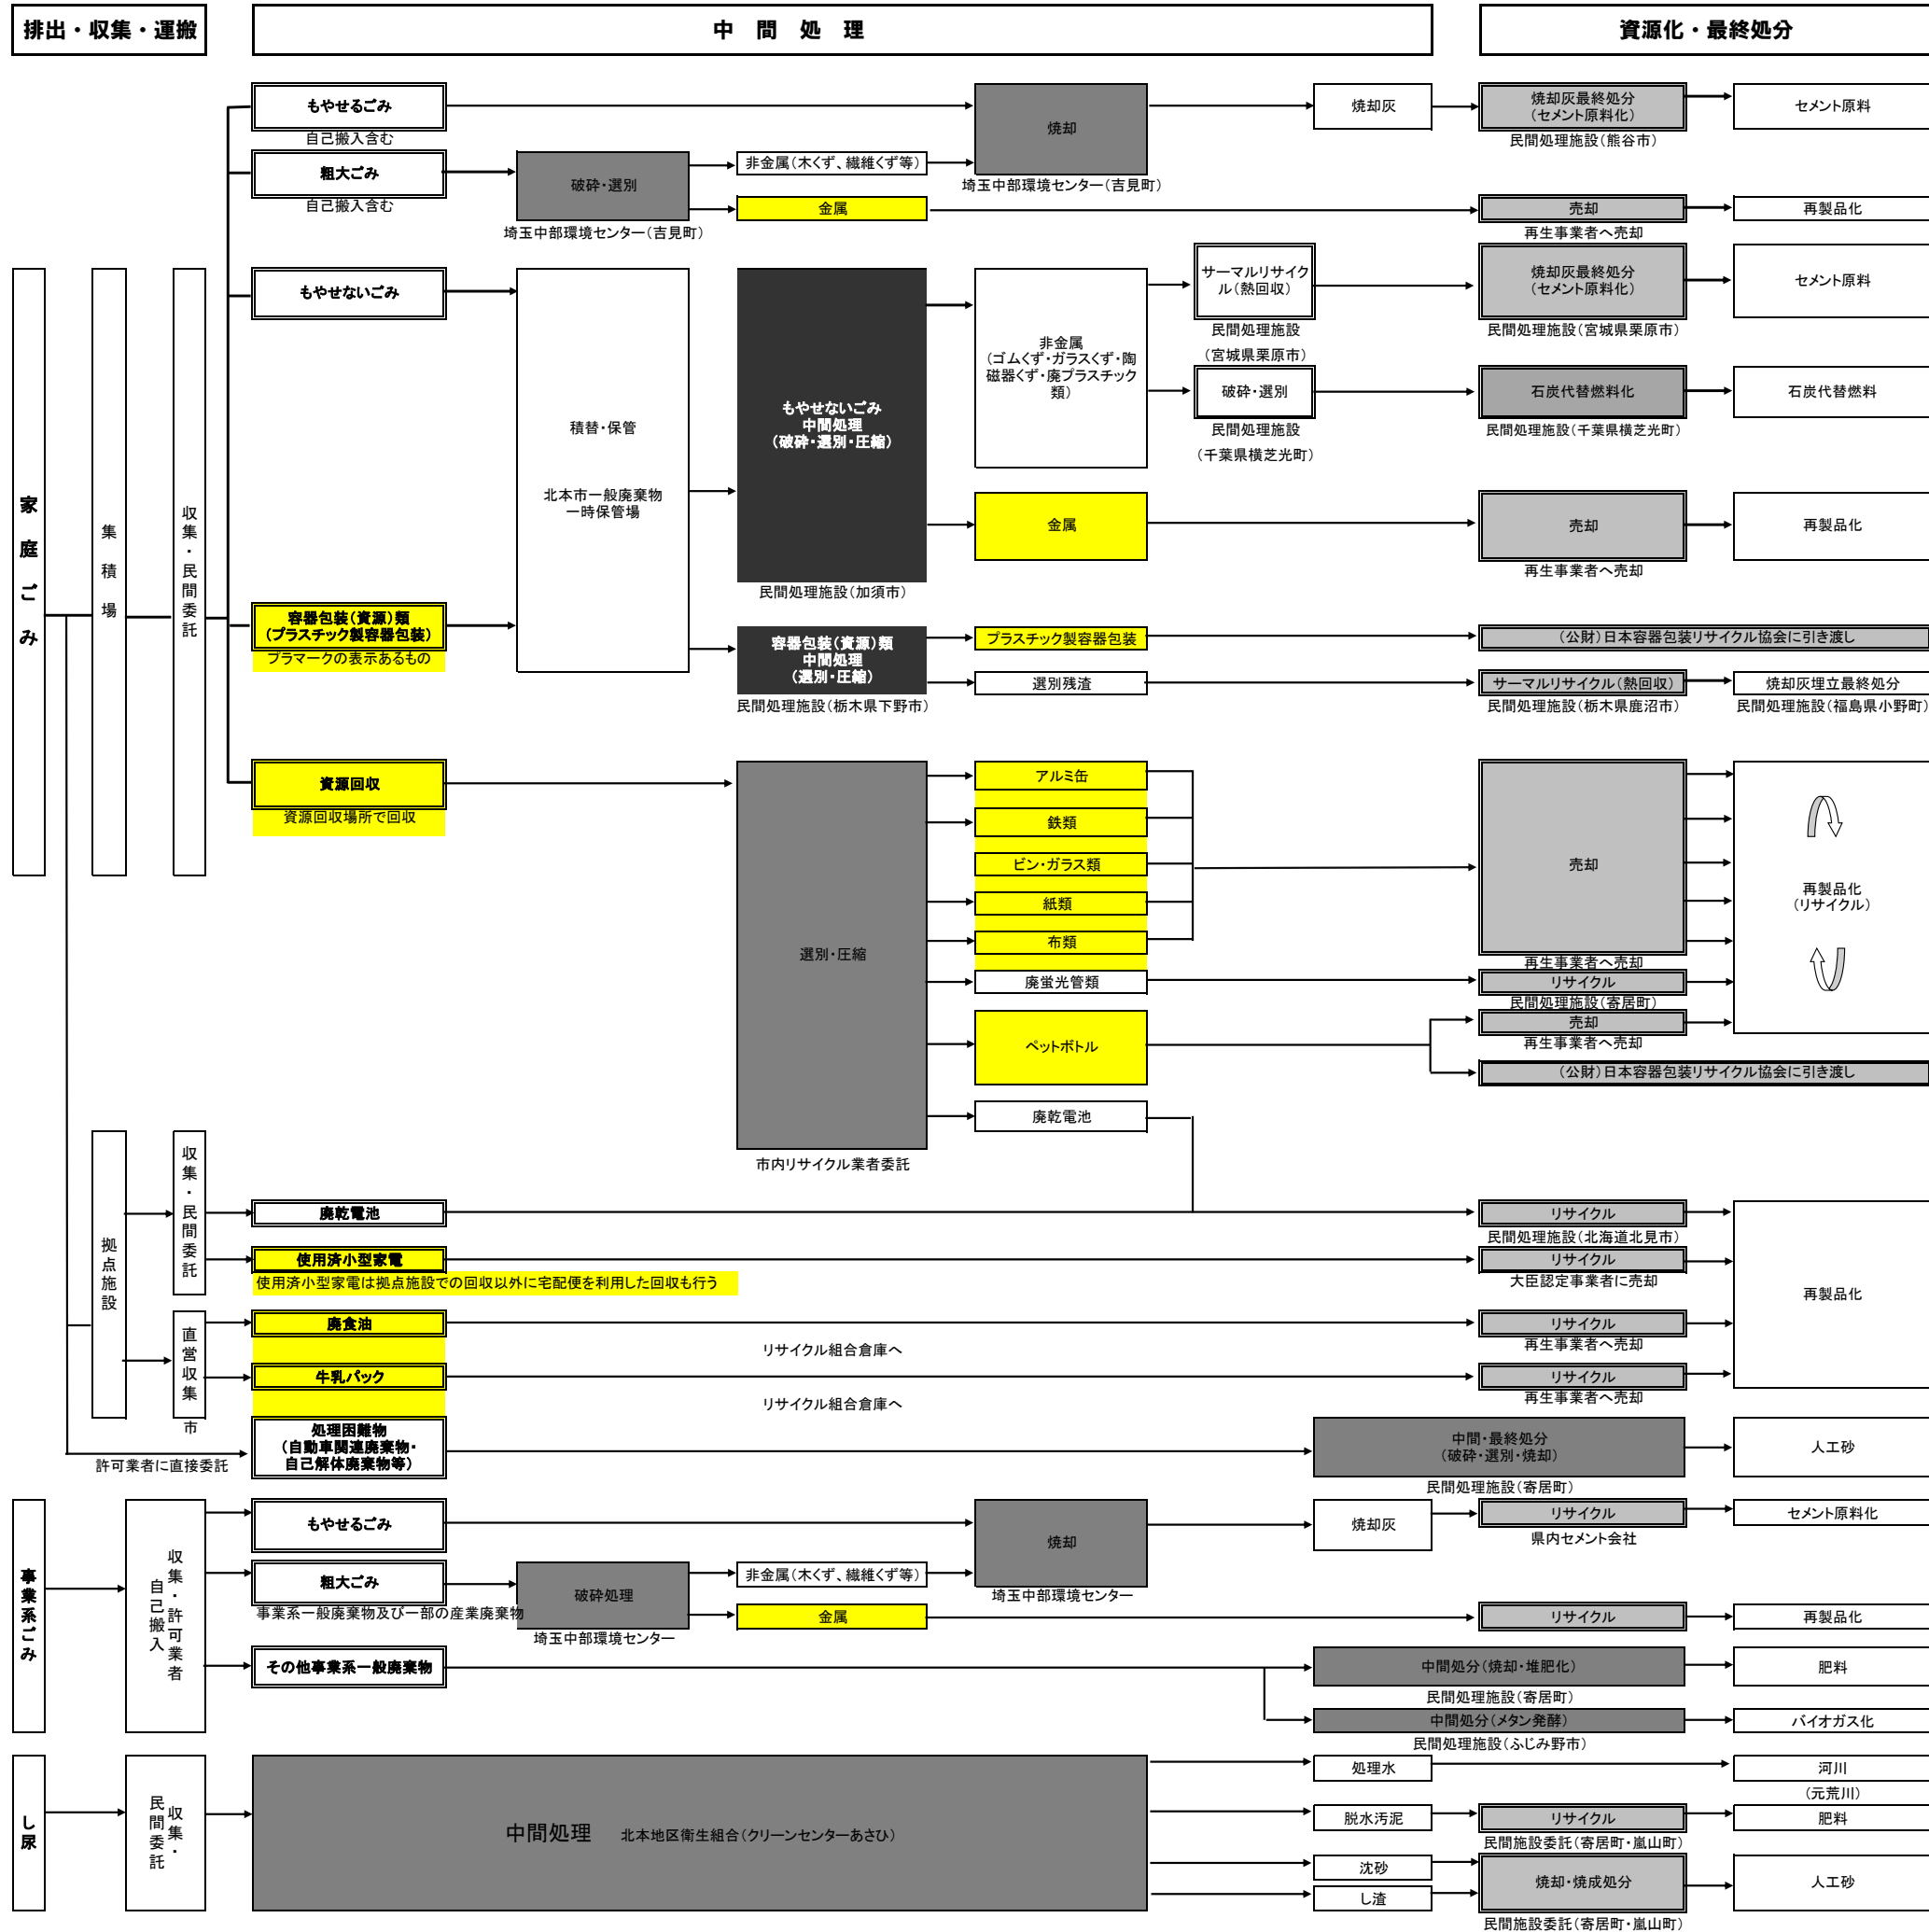 排出・収集・運搬
中　間　処　理
資源化・最終処分
もやせるごみ
自己搬入含む
焼却
埼玉中部環境センター(吉見町)
焼却灰
焼却灰最終処分
(セメント原料化)
民間処理施設(熊谷市)
セメント原料
粗大ごみ
自己搬入含む
破砕・選別
埼玉中部環境センター(吉見町)
非金属(木くず、繊維くず等)
金属
売却
再生事業者へ売却
再製品化
家庭ごみ
集積場
収集・民間委託
もやせないごみ
積替・保管
北本市一般廃棄物
一時保管場
もやせないごみ
中間処理
(破砕・選別・圧縮)
民間処理施設(加須市)
非金属
(ゴムくず・ガラスくず・陶
磁器くず・廃プラスチック
類)
サーマルリサイク
ル(熱回収)
民間処理施設
(宮城県栗原市)
焼却灰最終処分
(セメント原料化)
民間処理施設(宮城県栗原市)
セメント原料
破砕・選別
民間処理施設
(千葉県横芝光町)
石炭代替燃料化
民間処理施設(千葉県横芝光町)
石炭代替燃料
金属
売却
再生事業者へ売却
再製品化
容器包装(資源)類
(プラスチック製容器包装)
プラマークの表示あるもの
容器包装(資源)類
中間処理
(選別・圧縮)
民間処理施設(栃木県下野市)
プラスチック製容器包装
(公財)日本容器包装リサイクル協会に引き渡し
選別残渣
サーマルリサイクル(熱回収)
民間処理施設(栃木県鹿沼市)
焼却灰埋立最終処分
民間処理施設(福島県小野町)
資源回収
資源回収場所で回収
選別・圧縮
市内リサイクル業者委託
アルミ缶
鉄類
ビン・ガラス類
紙類
布類
廃蛍光管類
ペットボトル
廃乾電池
売却
再生事業者へ売却
リサイクル
民間処理施設(寄居町)
売却
再生事業者へ売却
(公財)日本容器包装リサイクル協会に引き渡し
再製品化
(リサイクル)
拠点施設
収集・民間委託
廃乾電池
リサイクル
民間処理施設(北海道北見市)
使用済小型家電
使用済小型家電は拠点施設での回収以外に宅配便を利用した回収も行う
リサイクル
大臣認定事業者に売却
再製品化
直営収集
市
廃食油
リサイクル組合倉庫へ
リサイクル
再生事業者へ売却
牛乳パック
リサイクル組合倉庫へ
リサイクル
再生事業者へ売却
許可業者に直接委託
処理困難物
(自動車関連廃棄物・
自己解体廃棄物等)
中間・最終処分
(破砕・選別・焼却)
民間処理施設(寄居町)
人工砂
事業系ごみ
収集・許可業者
自己搬入
もやせるごみ
焼却
埼玉中部環境センター
焼却灰
リサイクル
県内セメント会社
セメント原料化
粗大ごみ
事業系一般廃棄物及び一部の産業廃棄物
破砕処理
埼玉中部環境センター
非金属(木くず、繊維くず等)
金属
リサイクル
再製品化
その他事業系一般廃棄物
中間処分(焼却・堆肥化)
民間処理施設(寄居町)
肥料
中間処分(メタン発酵)
民間処理施設(ふじみ野市)
バイオガス化
し尿
収集・
民間委託
中間処理　北本地区衛生組合(クリーンセンターあさひ)
処理水
河川
(元荒川)
脱水汚泥
リサイクル
民間施設委託(寄居町・嵐山町)
肥料
沈砂
し渣
焼却・焼成処分
民間施設委託(寄居町・嵐山町)
人工砂